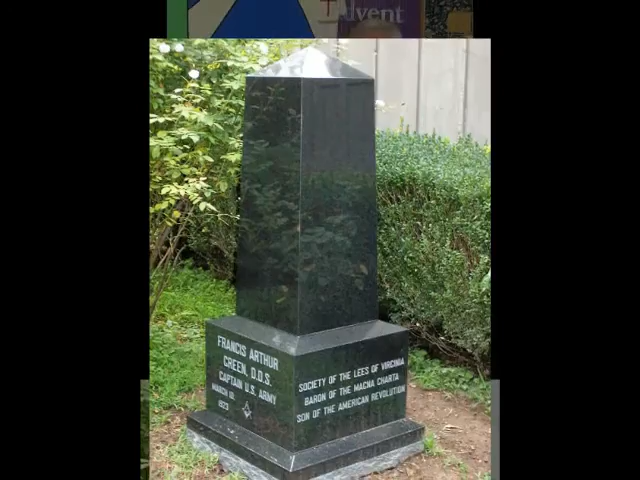 Advent
FRANCIS ARTHUR
GREEN, D.D.S.
CAPTAIN U.S. ARMY
MARCH 12
1923
SOCIETY OF THE LEES OF VIRGINIA
BARON OF THE MAGNA CHARTA
SON OF THE AMERICAN REVOLUTION